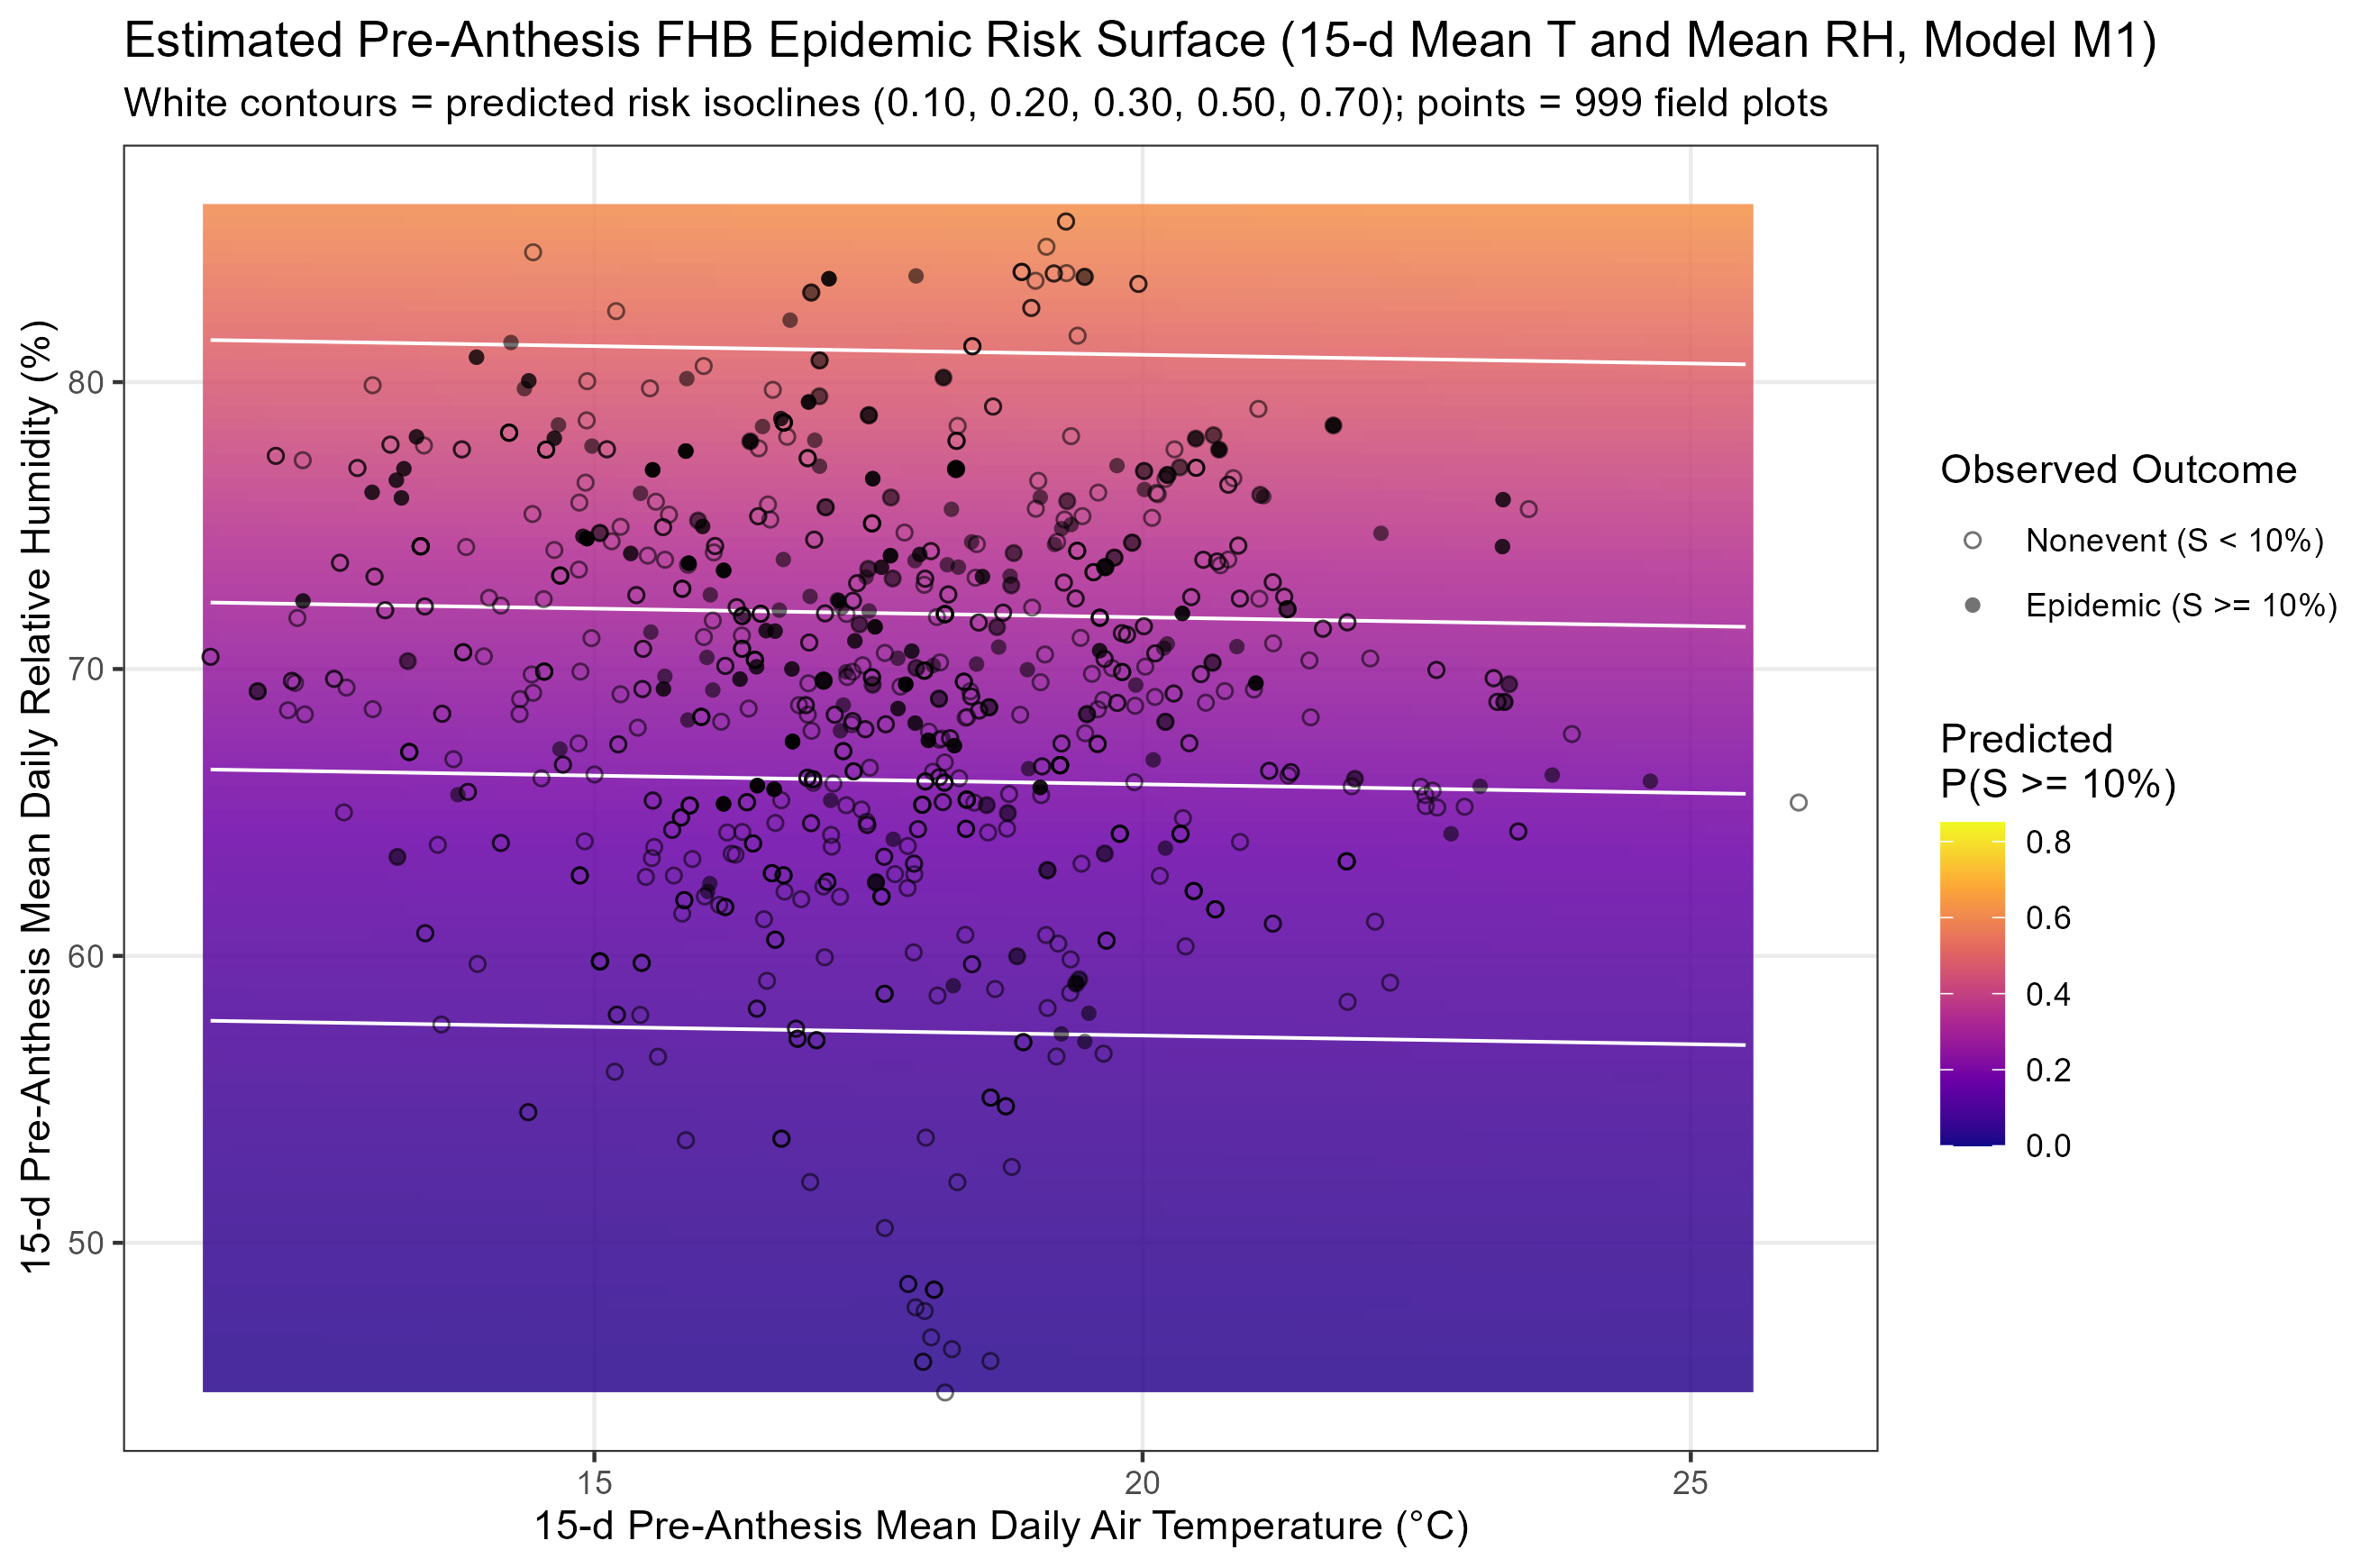 Estimated Pre-Anthesis FHB Epidemic Risk Surface (15-d Mean T and Mean RH, Model M1)
White contours = predicted risk isoclines (0.10, 0.20, 0.30, 0.50, 0.70); points = 999 field plots
15-d Pre-Anthesis Mean Daily Relative Humidity (%)
80
70
60
50
15
20
25
15-d Pre-Anthesis Mean Daily Air Temperature (°C)
Observed Outcome
Nonevent (S < 10%)
Epidemic (S >= 10%)
Predicted
P(S >= 10%)
0.8
0.6
0.4
0.2
0.0